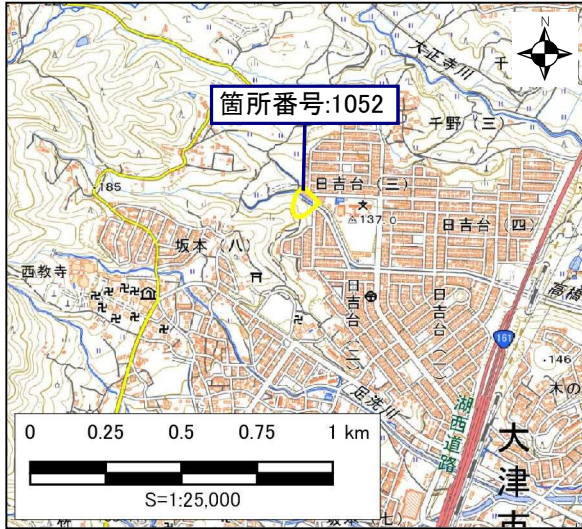 N
大正寺川
千
箇所番号:1052
千野(三)
185
日吉台(三)
137.0
日吉台(四)
坂本(八)
西教寺
高橋
日吉台(二)
日吉台(一)
161
146
木の
足洗川
湖西道路
大津市
0 0.25 0.5 0.75 1 km
S=1:25,000